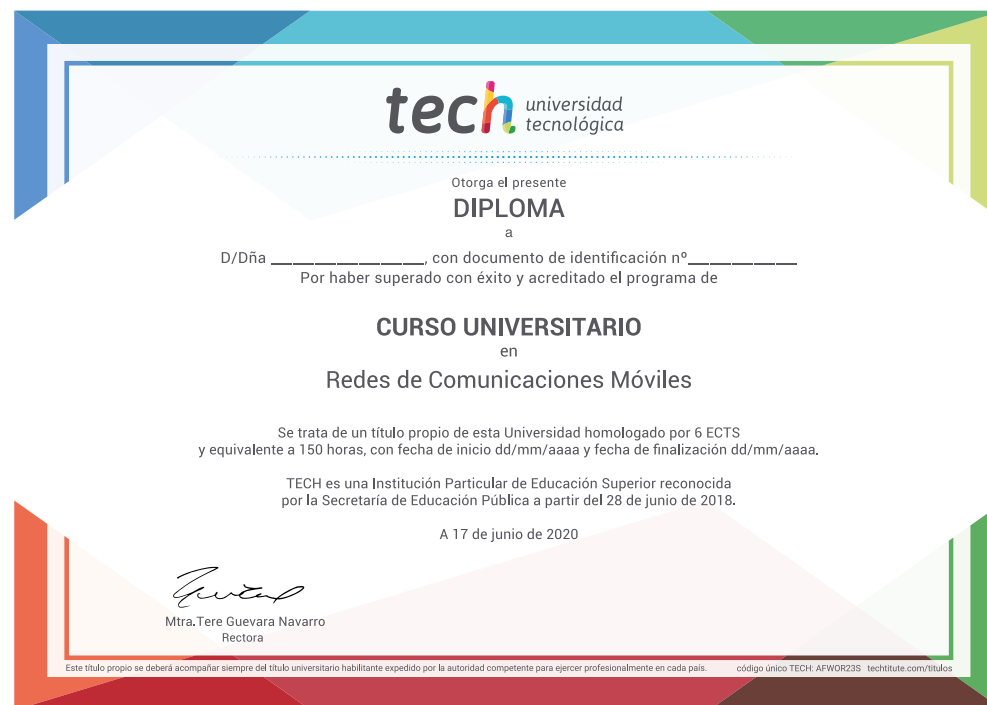 tech universidad
tecnológica
Otorga el presente
DIPLOMA
a
D/Dña ________________, con documento de identificación nº____________
Por haber superado con éxito y acreditado el programa de
CURSO UNIVERSITARIO
en
Redes de Comunicaciones Móviles
Se trata de un título propio de esta Universidad homologado por 6 ECTS
y equivalente a 150 horas, con fecha de inicio dd/mm/aaaa y fecha de finalización dd/mm/aaaa.
TECH es una Institución Particular de Educación Superior reconocida
por la Secretaría de Educación Pública a partir del 28 de junio de 2018.
A 17 de junio de 2020
Mtra.Tere Guevara Navarro
Rectora
Este título propio se deberá acompañar siempre del título universitario habilitante expedido por la autoridad competente para ejercer profesionalmente en cada país. código único TECH: AFWOR23S techtitute.com/titulos